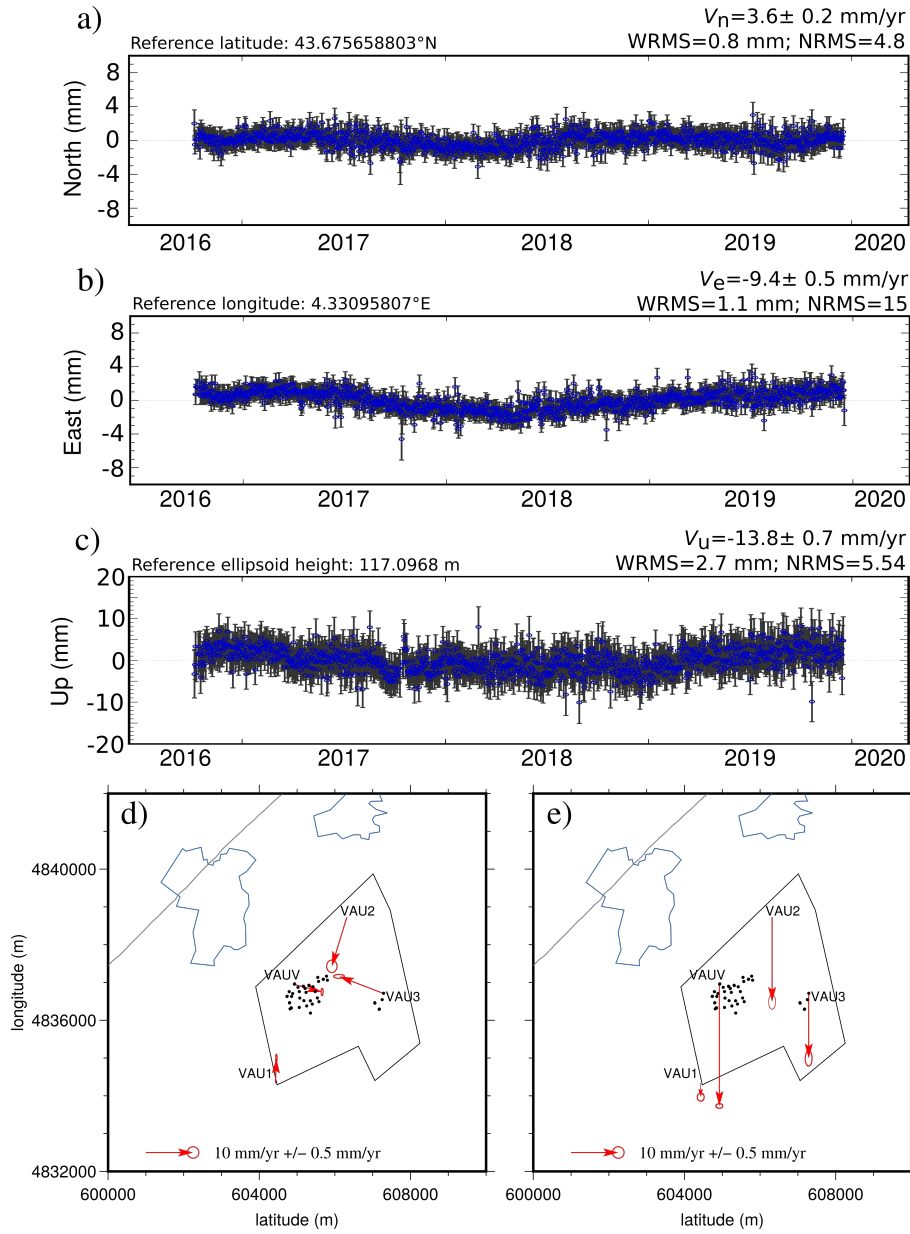 a)
Vn=3.6± 0.2 mm/yr
Reference latitude: 43.675658803°N
WRMS=0.8 mm; NRMS=4.8
North (mm)
8
4
0
-4
-8
2016 2017 2018 2019 2020
b)
Ve=-9.4± 0.5 mm/yr
Reference longitude: 4.33095807°E
WRMS=1.1 mm; NRMS=15
East (mm)
8
4
0
-4
-8
2016 2017 2018 2019 2020
c)
Vu=-13.8± 0.7 mm/yr
Reference ellipsoid height: 117.0968 m
WRMS=2.7 mm; NRMS=5.54
Up (mm)
20
10
0
-10
-20
2016 2017 2018 2019 2020
d)
longitude (m)
4840000
4836000
4832000
VAU2
VAUV
VAU3
VAU1
10 mm/yr +/− 0.5 mm/yr
600000 604000 608000
latitude (m)
e)
VAU2
VAUV
VAU3
VAU1
10 mm/yr +/− 0.5 mm/yr
600000 604000 608000
latitude (m)